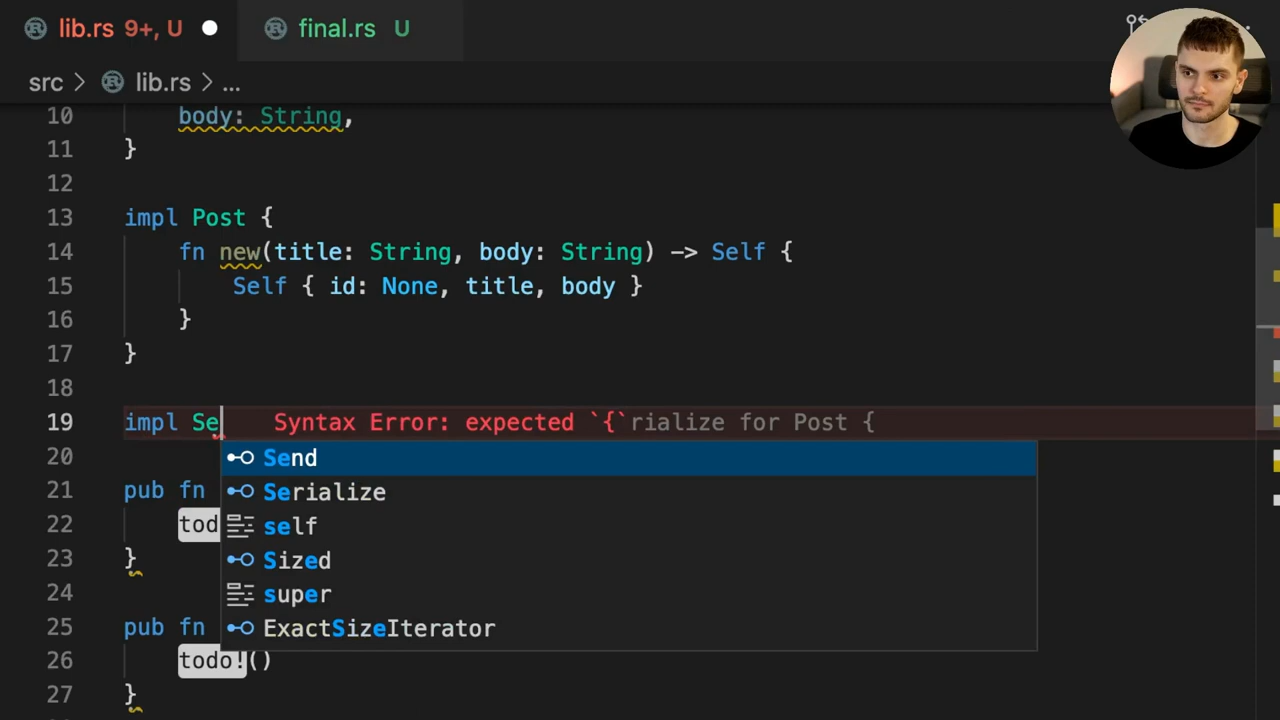 lib.rs 9+, U
final.rs U
src > lib.rs > ...
10 body: String,
11 }
12
13 impl Post {
14 fn new(title: String, body: String) -> Self {
15 Self { id: None, title, body }
16 }
17 }
18
19 impl Se Syntax Error: expected `{`rialize for Post {
20
Send
21 pub fn
Serialize
22 tod
self
23 }
Sized
24
super
25 pub fn
ExactSizeIterator
26 todo!()
27 }